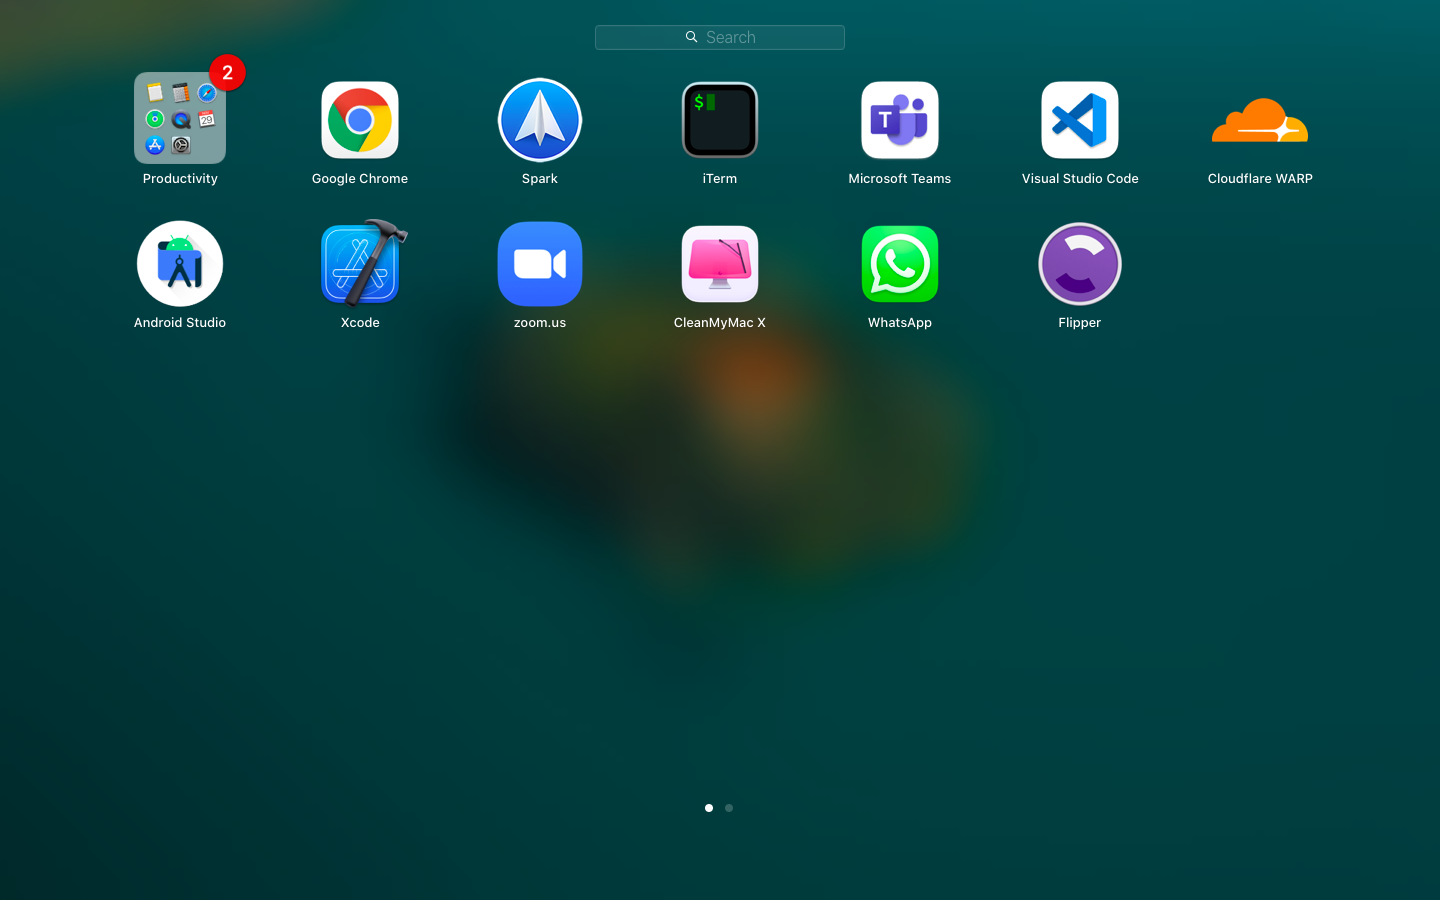 Search
2
Productivity
Google Chrome
Spark
$
iTerm
T
Microsoft Teams
Visual Studio Code
Cloudflare WARP
Android Studio
Xcode
zoom.us
CleanMyMac X
WhatsApp
Flipper
29